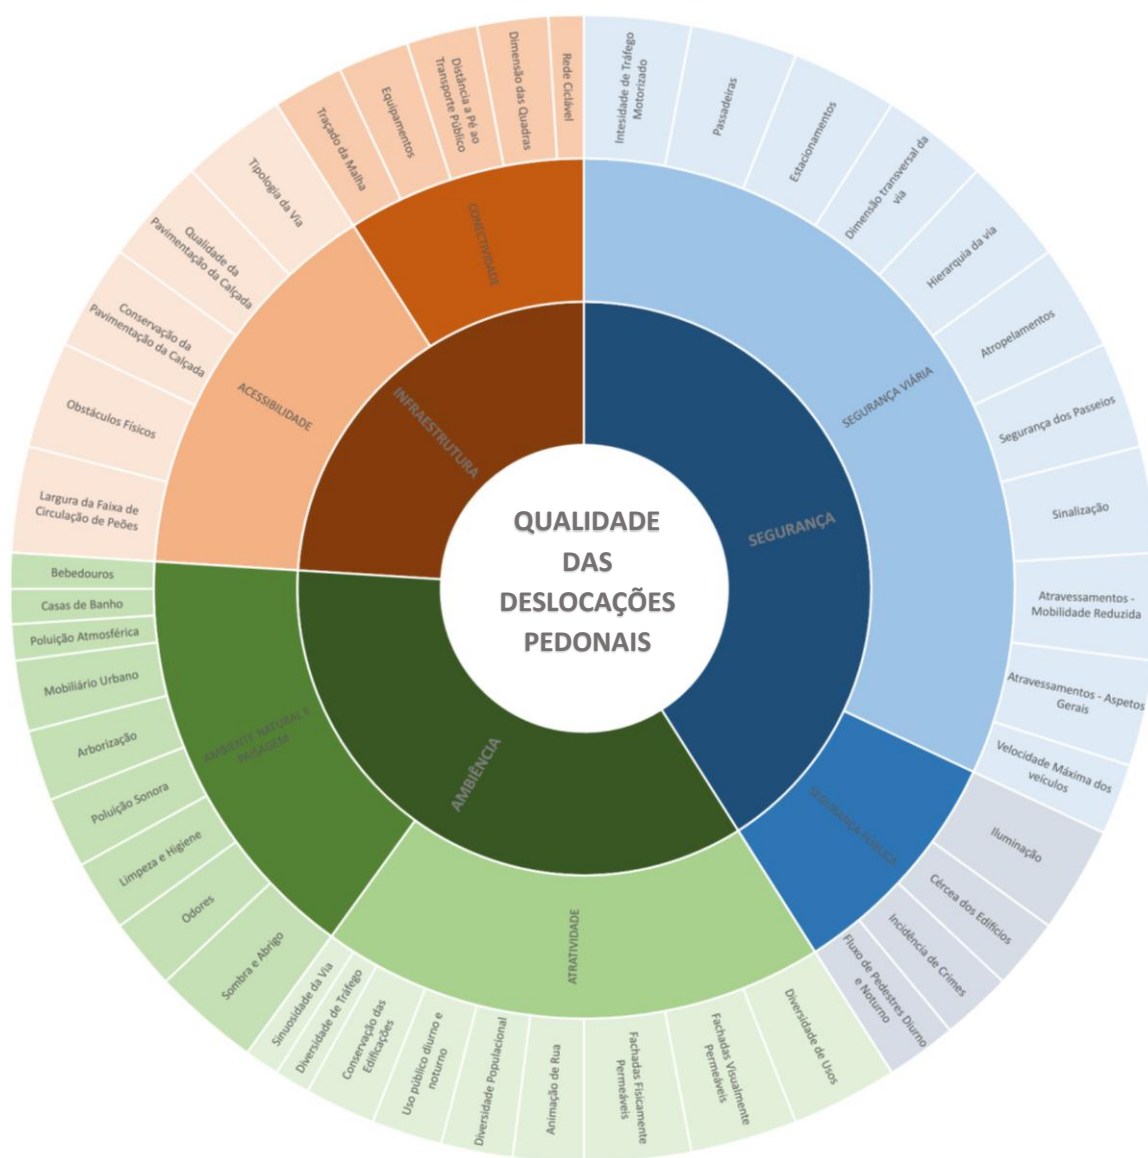 QUALIDADE
DAS
DESLOCAÇÕES
PEDONAIS
SEGURANÇA
SEGURANÇA VIÁRIA
Intesidade de Tráfego
Motorizado
Passadeiras
Estacionamentos
Dimensão transversal da
via
Hierarquia da via
Atropelamentos
Segurança dos Passeios
Sinalização
Atravessamentos -
Mobilidade Reduzida
Atravessamentos - Aspetos
Gerais
Velocidade Máxima dos
veículos
SEGURANÇA PÚBLICA
Iluminação
Cércea dos Edifícios
Incidência de Crimes
Fluxo de Pedestres Diurno
e Noturno
AMBIÊNCIA
ATRATIVIDADE
Diversidade de Usos
Fachadas Visualmente
Permeáveis
Fachadas Fisicamente
Permeáveis
Animação de Rua
Diversidade Populacional
Uso público diurno e
noturno
Conservação das
Edificações
Diversidade de Tráfego
Sinuosidade da Via
AMBIENTE NATURAL E
PAISAGEM
Sombra e Abrigo
Odores
Limpeza e Higiene
Poluição Sonora
Arborização
Mobiliário Urbano
Poluição Atmosférica
Casas de Banho
Bebedouros
INFRAESTRUTURA
ACESSIBILIDADE
Largura da Faixa de
Circulação de Peões
Obstáculos Físicos
Conservação da
Pavimentação da Calçada
Qualidade da
Pavimentação da Calçada
Tipologia da Via
CONECTIVIDADE
Traçado da Malha
Equipamentos
Distância a Pé ao
Transporte Público
Dimensão das Quadras
Rede Ciclável